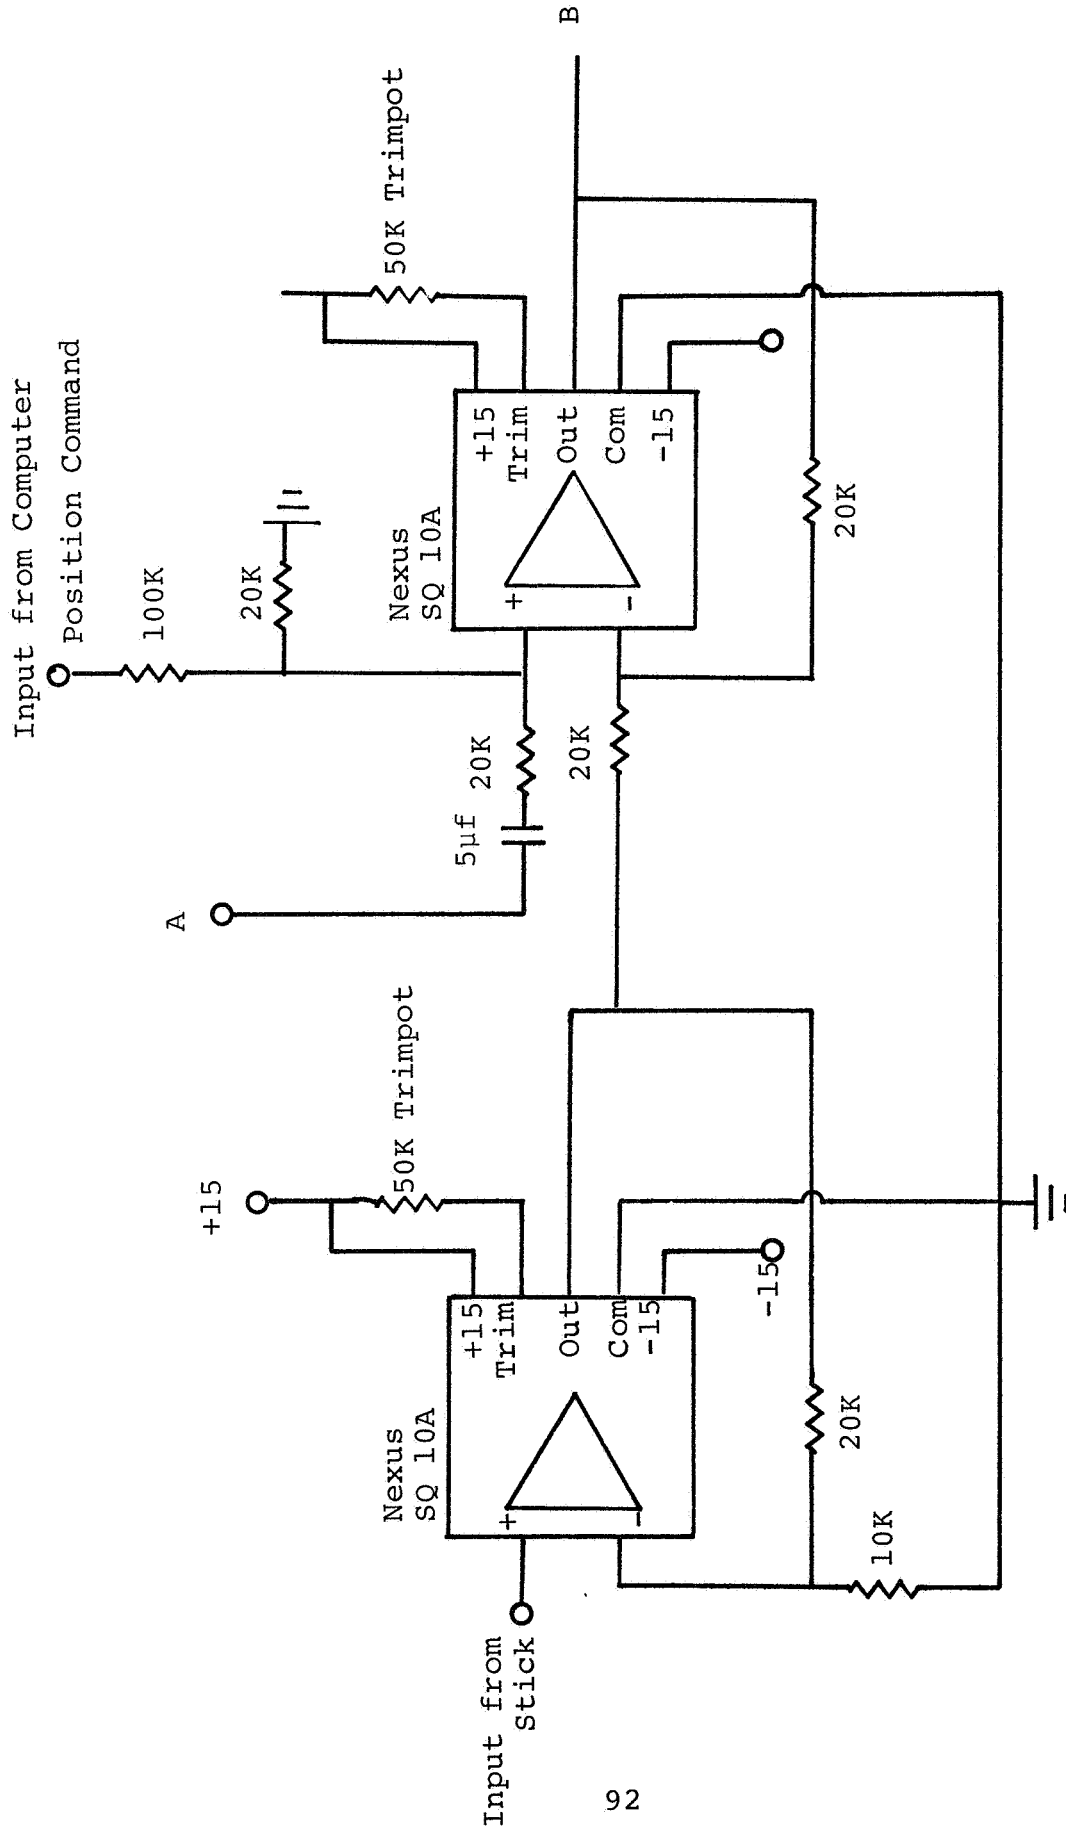 Input from Computer
Position Command
100K
20K
50K Trimpot
B
Nexus
SQ 10A
+15
Trim
Out
Com
-15
+
-
20K
5µf
20K
20K
A
+15
50K Trimpot
Nexus
SQ 10A
+15
Trim
Out
Com
-15
+
-
-15
20K
10K
Input from
Stick
92